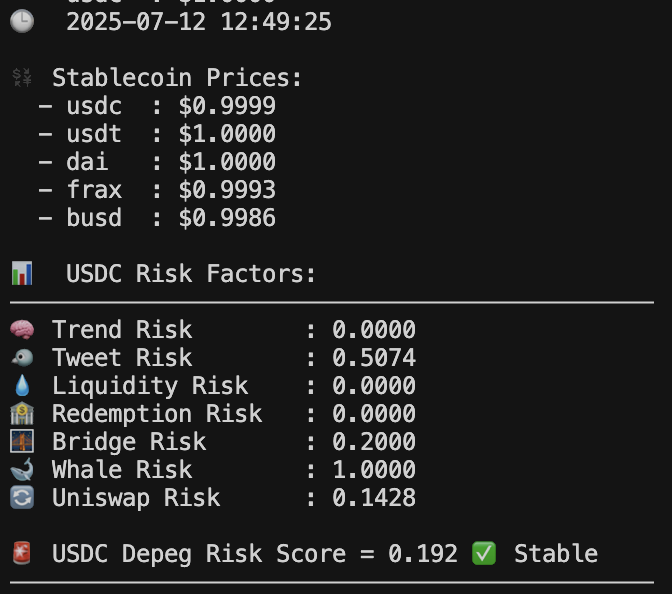 🕒 2025-07-12 12:49:25
💱 Stablecoin Prices:
- usdc : $0.9999
- usdt : $1.0000
- dai : $1.0000
- frax : $0.9993
- busd : $0.9986
📊 USDC Risk Factors:
🧠 Trend Risk : 0.0000
🐦 Tweet Risk : 0.5074
💧 Liquidity Risk : 0.0000
🏦 Redemption Risk : 0.0000
🌉 Bridge Risk : 0.2000
🐋 Whale Risk : 1.0000
🔄 Uniswap Risk : 0.1428
🚨 USDC Depeg Risk Score = 0.192 ✅ Stable